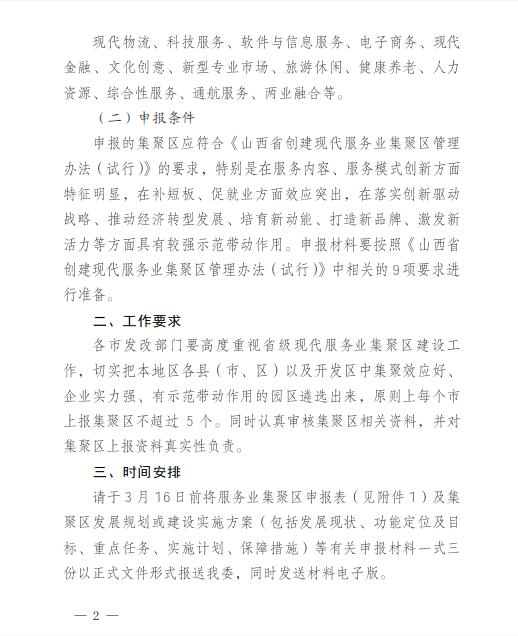 现代物流、科技服务、软件与信息服务、电子商务、现代
金融、文化创意、新型专业市场、旅游休闲、健康养老、人力
资源、综合性服务、通航服务、两业融合等。
（二）申报条件
申报的集聚区应符合《山西省创建现代服务业集聚区管理
办法（试行）》的要求，特别是在服务内容、服务模式创新方面
特征明显，在补短板、促就业方面效应突出，在落实创新驱动
战略、推动经济转型发展、培育新动能、打造新品牌、激发新
活力等方面具有较强示范带动作用。申报材料要按照《山西省
创建现代服务业集聚区管理办法（试行）》中相关的9项要求进
行准备。
二、工作要求
各市发改部门要高度重视省级现代服务业集聚区建设工
作，切实把本地区各县（市、区）以及开发区中集聚效应好、
企业实力强、有示范带动作用的园区遴选出来，原则上每个市
上报集聚区不超过 5 个。同时认真审核集聚区相关资料，并对
集聚区上报资料真实性负责。
三、时间安排
请于3月16日前将服务业集聚区申报表（见附件1）及集
聚区发展规划或建设实施方案（包括发展现状、功能定位及目
标、重点任务、实施计划、保障措施）等有关申报材料一式三
份以正式文件形式报送我委，同时发送材料电子版。
— 2 —